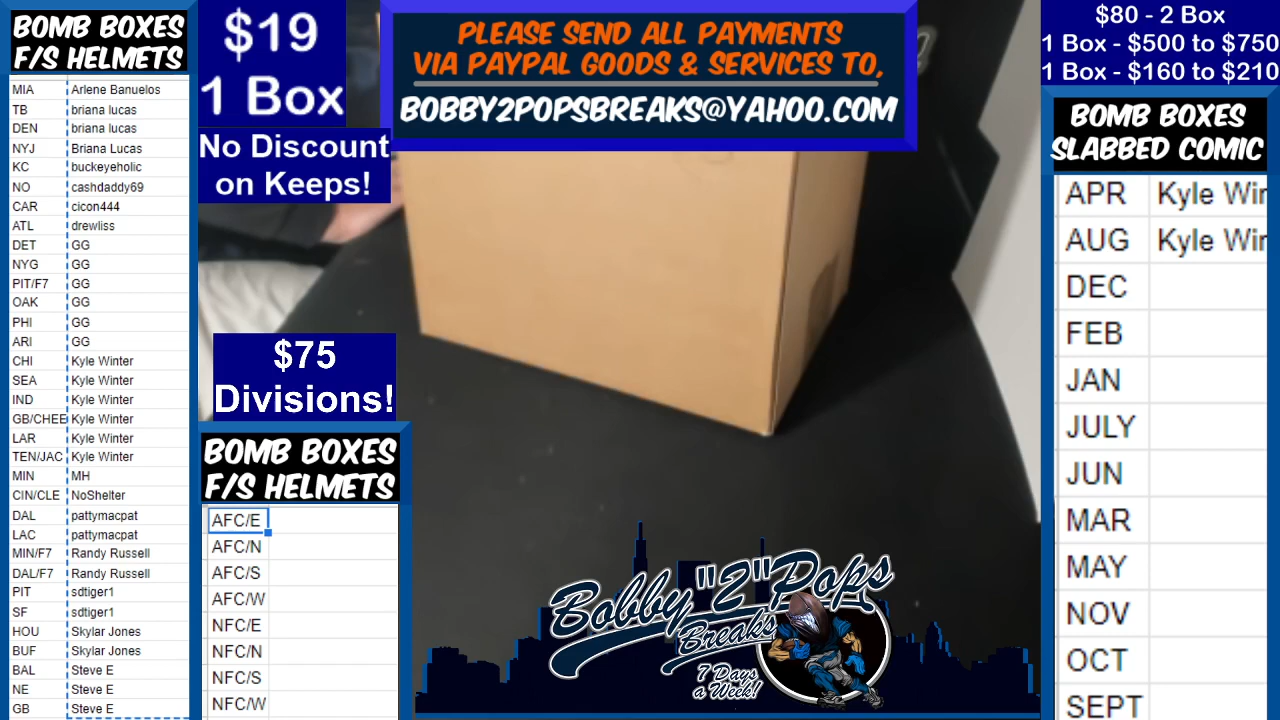 BOMB BOXES
F/S HELMETS
MIA Arlene Banuelos
TB briana lucas
DEN briana lucas
NYJ Briana Lucas
KC buckeyeholic
NO cashdaddy69
CAR cicon444
ATL drewliss
DET GG
NYG GG
PIT/F7 GG
OAK GG
PHI GG
ARI GG
CHI Kyle Winter
SEA Kyle Winter
IND Kyle Winter
GB/CHEE Kyle Winter
LAR Kyle Winter
TEN/JAC Kyle Winter
MIN MH
CIN/CLE NoShelter
DAL pattymacpat
LAC pattymacpat
MIN/F7 Randy Russell
DAL/F7 Randy Russell
PIT sdtiger1
SF sdtiger1
HOU Skylar Jones
BUF Skylar Jones
BAL Steve E
NE Steve E
GB Steve E
$19
1 Box
No Discount
on Keeps!
$75
Divisions!
BOMB BOXES
F/S HELMETS
AFC/E
AFC/N
AFC/S
AFC/W
NFC/E
NFC/N
NFC/S
NFC/W
PLEASE SEND ALL PAYMENTS
VIA PAYPAL GOODS & SERVICES TO,
BOBBY2POPSBREAKS@YAHOO.COM
Bobby "2" Pops
Breaks
7 Days
a Week!
$80 - 2 Box
1 Box - $500 to $750
1 Box - $160 to $210
BOMB BOXES
SLABBED COMIC
APR Kyle Wir
AUG Kyle Wir
DEC
FEB
JAN
JULY
JUN
MAR
MAY
NOV
OCT
SEPT